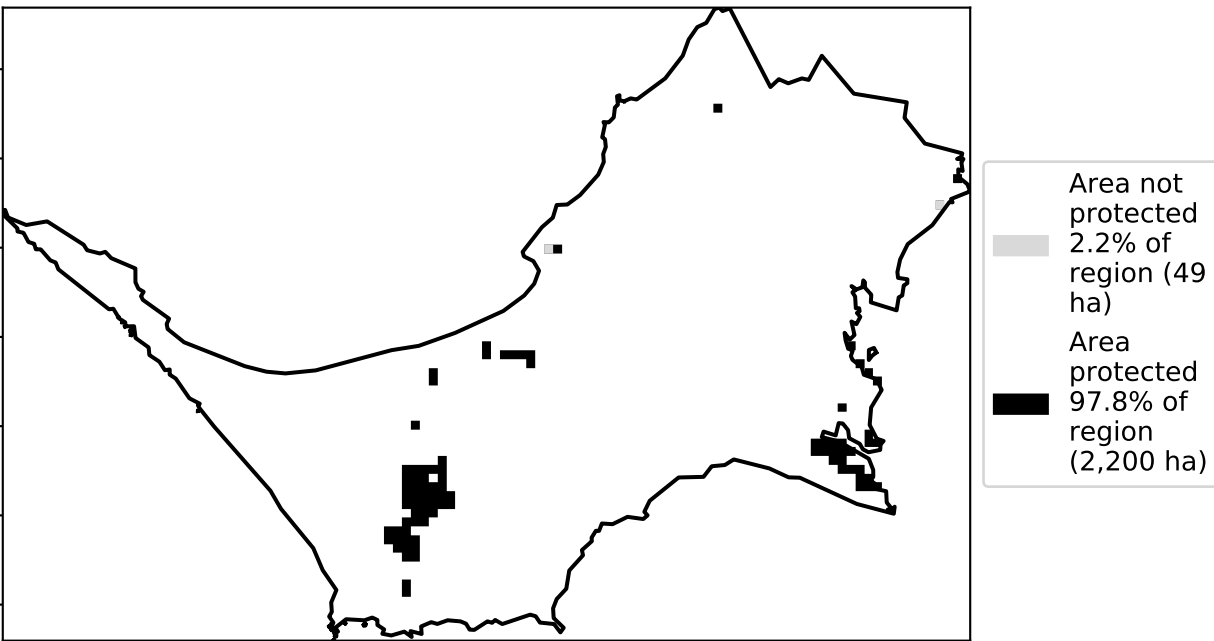 Area not
protected
2.2% of
region (49
ha)
Area
protected
97.8% of
region
(2,200 ha)